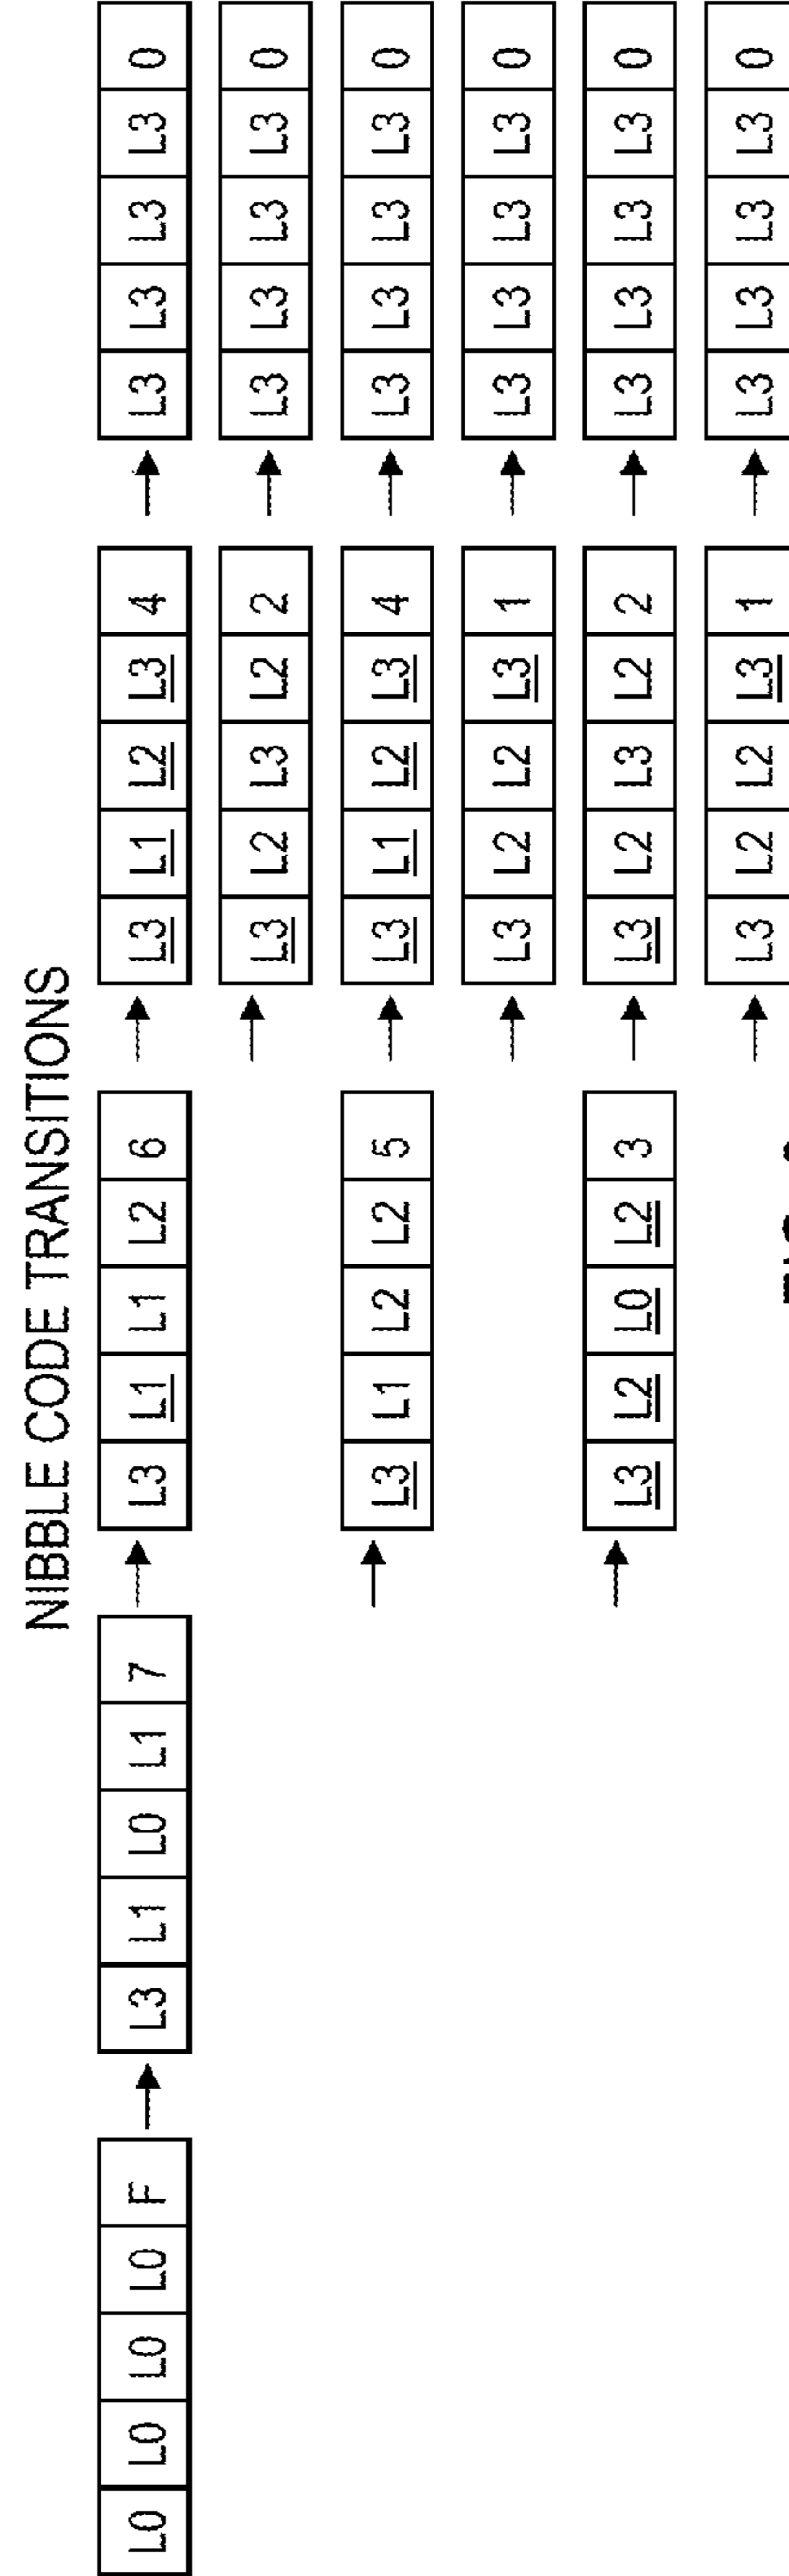 NIBBLE CODE TRANSITIONS
L0 L0 L0 L0 F → L3 L1 L0 L1 7 → L3 L1 L1 L2 6 → L3 L1 L2 L3 4 → L3 L3 L3 L3 0
→ L3 L2 L3 L2 2 → L3 L3 L3 L3 0
→ L3 L1 L2 L2 5 → L3 L1 L2 L3 4 → L3 L3 L3 L3 0
→ L3 L2 L2 L3 1 → L3 L3 L3 L3 0
→ L3 L2 L0 L2 3 → L3 L2 L3 L2 2 → L3 L3 L3 L3 0
→ L3 L2 L2 L3 1 → L3 L3 L3 L3 0